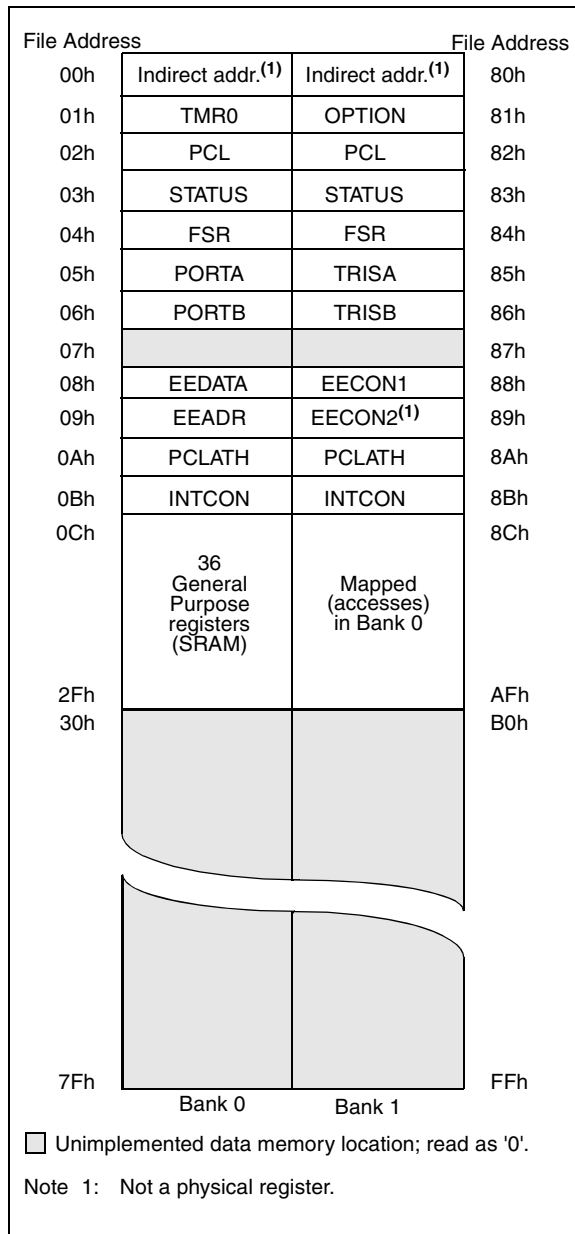 File Address File Address
00h Indirect addr.(1) Indirect addr.(1) 80h
01h TMR0 OPTION 81h
02h PCL PCL 82h
03h STATUS STATUS 83h
04h FSR FSR 84h
05h PORTA TRISA 85h
06h PORTB TRISB 86h
07h 87h
08h EEDATA EECON1 88h
09h EEADR EECON2(1) 89h
0Ah PCLATH PCLATH 8Ah
0Bh INTCON INTCON 8Bh
0Ch 8Ch
36
General
Purpose
registers
(SRAM)
Mapped
(accesses)
in Bank 0
2Fh AFh
30h B0h
7Fh FFh
Bank 0 Bank 1
Unimplemented data memory location; read as '0'.
Note 1: Not a physical register.